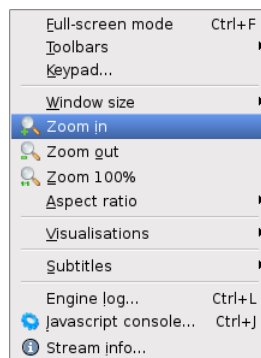 Full-screen mode Ctrl+F
Toolbars
Keypad...
Window size
Zoom in
Zoom out
Zoom 100%
Aspect ratio
Visualisations
Subtitles
Engine log... Ctrl+L
Javascript console... Ctrl+J
Stream info...